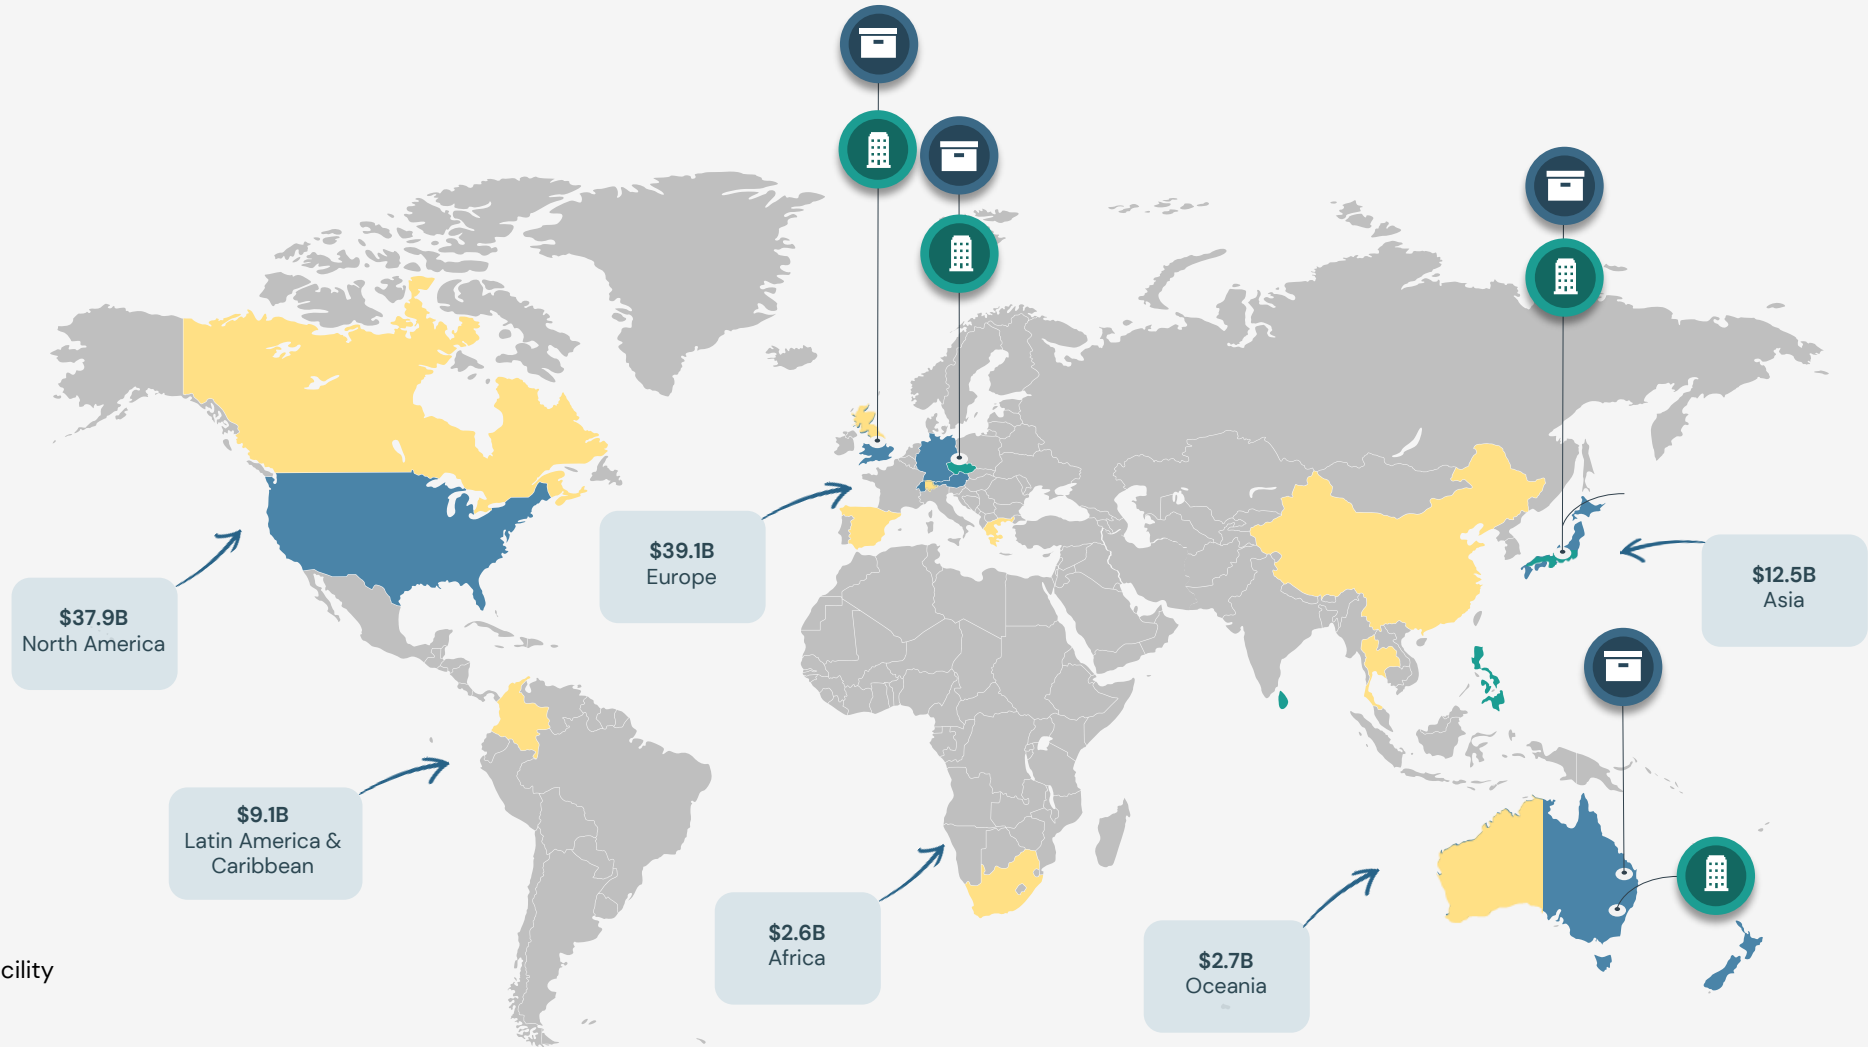 $37.9B
North America
$39.1B
Europe
$12.5B
Asia
$9.1B
Latin America &
Caribbean
$2.6B
Africa
$2.7B
Oceania
cility